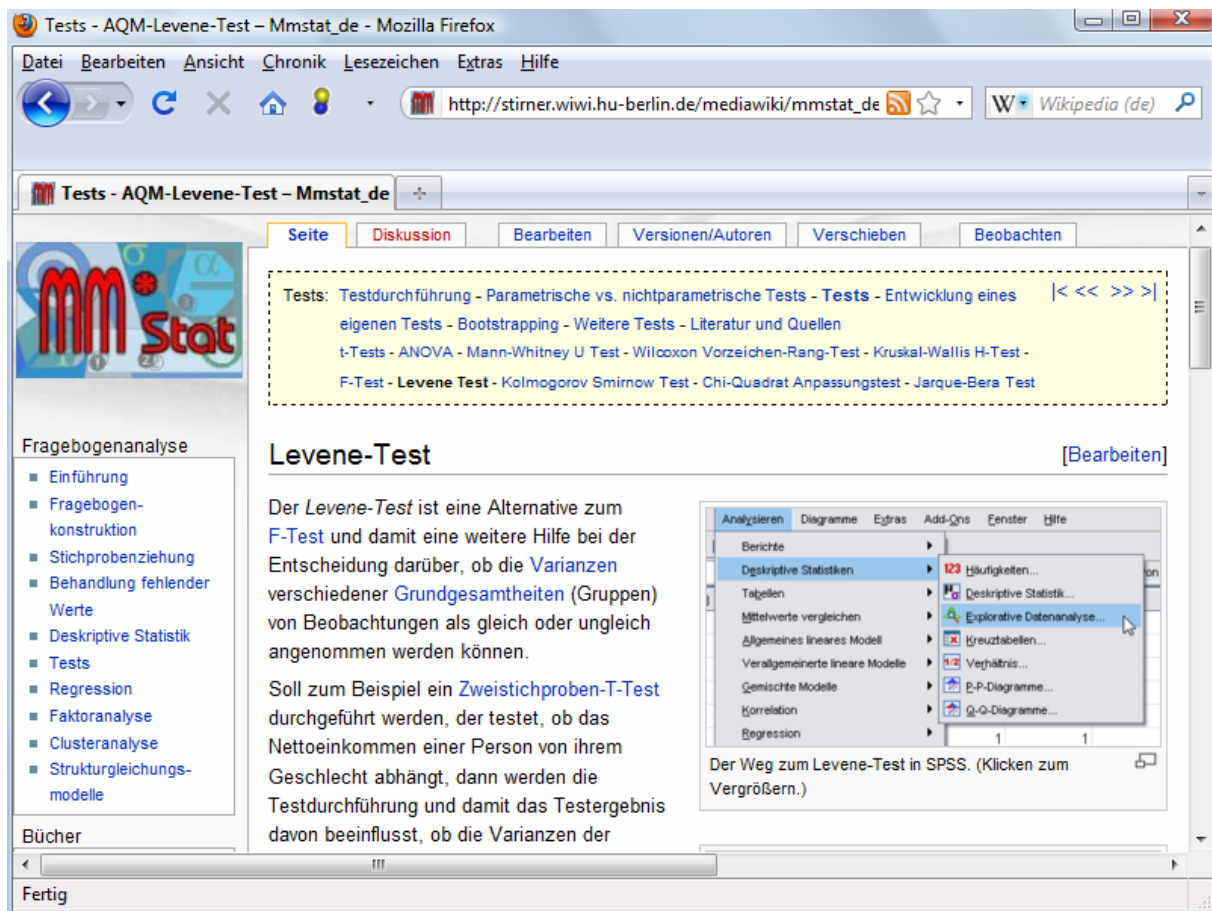 Tests - AQM-Levene-Test – Mmstat_de - Mozilla Firefox
Datei Bearbeiten Ansicht Chronik Lesezeichen Extras Hilfe
http://stirner.wiwi.hu-berlin.de/mediawiki/mmstat_de
W Wikipedia (de)
Tests - AQM-Levene-Test – Mmstat_de
Seite Diskussion Bearbeiten Versionen/Autoren Verschieben Beobachten
MM*
Stat
Tests: Testdurchführung - Parametrische vs. nichtparametrische Tests - Tests - Entwicklung eines |< << >> >|
eigenen Tests - Bootstrapping - Weitere Tests - Literatur und Quellen
t-Tests - ANOVA - Mann-Whitney U Test - Wilcoxon Vorzeichen-Rang-Test - Kruskal-Wallis H-Test -
F-Test - Levene Test - Kolmogorov Smirnow Test - Chi-Quadrat Anpassungstest - Jarque-Bera Test
Fragebogenanalyse
Einführung
Fragebogen-
konstruktion
Stichprobenziehung
Behandlung fehlender
Werte
Deskriptive Statistik
Tests
Regression
Faktoranalyse
Clusteranalyse
Strukturgleichungs-
modelle
Bücher
Levene-Test [Bearbeiten]
Der Levene-Test ist eine Alternative zum
F-Test und damit eine weitere Hilfe bei der
Entscheidung darüber, ob die Varianzen
verschiedener Grundgesamtheiten (Gruppen)
von Beobachtungen als gleich oder ungleich
angenommen werden können.
Soll zum Beispiel ein Zweistichproben-T-Test
durchgeführt werden, der testet, ob das
Nettoeinkommen einer Person von ihrem
Geschlecht abhängt, dann werden die
Testdurchführung und damit das Testergebnis
davon beeinflusst, ob die Varianzen der
Analysieren Diagramme Extras Add-Ons Fenster Hilfe
Berichte
Deskriptive Statistiken
Tabellen
Mittelwerte vergleichen
Allgemeines lineares Modell
Verallgemeinerte lineare Modelle
Gemischte Modelle
Korrelation
Regression
123 Häufigkeiten...
Deskriptive Statistik...
Explorative Datenanalyse...
Kreuztabellen...
1/2 Verhältnis...
P-P-Diagramme...
Q-Q-Diagramme...
von
1 1
Der Weg zum Levene-Test in SPSS. (Klicken zum
Vergrößern.)
Fertig